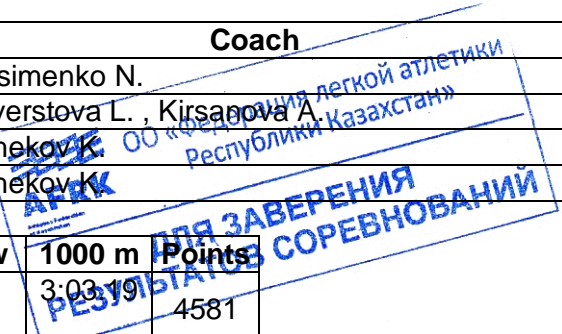 Coach
simenko N.
verstova L. , Kirsanova A.
nekov K.
nekov K.
ОО «Федерация легкой атлетики
Республики Казахстан»
AFRK
ДЛЯ ЗАВЕРЕНИЯ
РЕЗУЛЬТАТОВ СОРЕВНОВАНИЙ
1000 m Points
3:03.19
4581